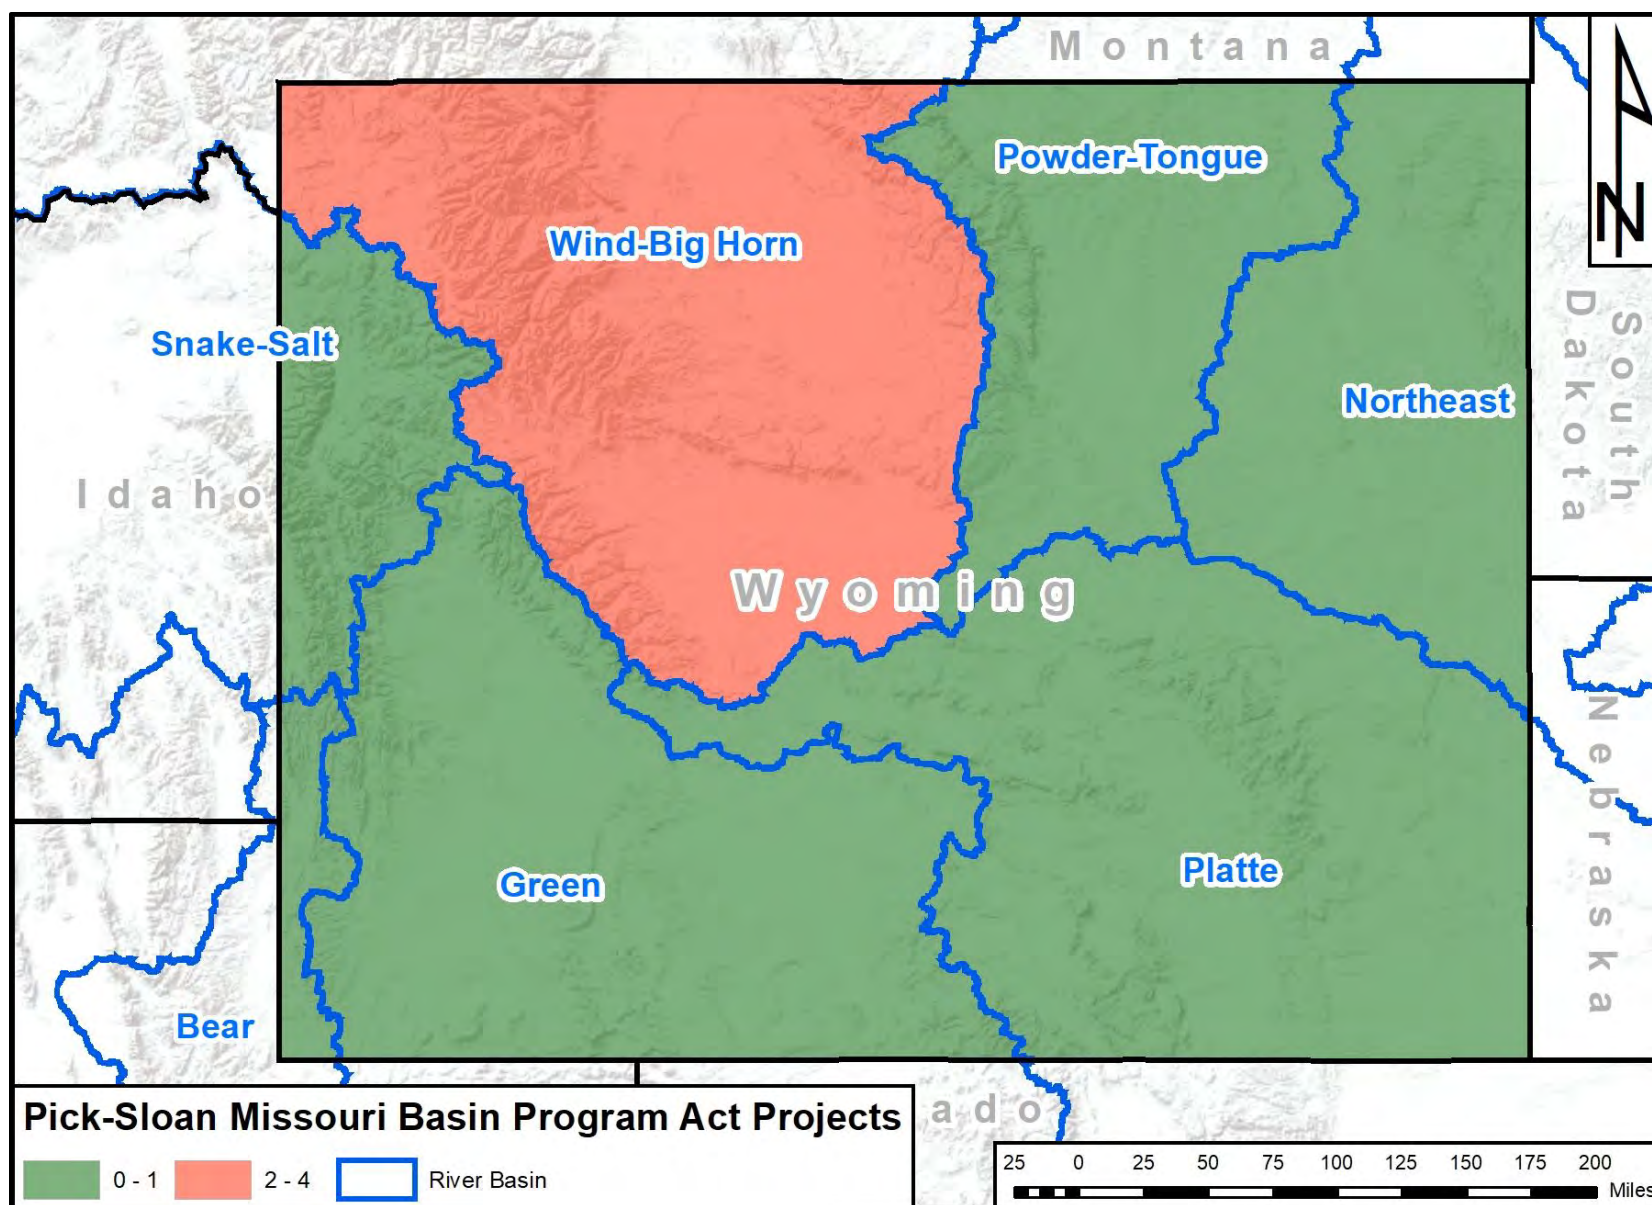 Montana
N
Powder-Tongue
Wind-Big Horn
Snake-Salt
South
Dakota
Northeast
Idaho
Wyoming
Nebraska
Green
Platte
Bear
ado
Pick-Sloan Missouri Basin Program Act Projects
0 - 1
2 - 4
River Basin
25 0 25 50 75 100 125 150 175 200
Miles